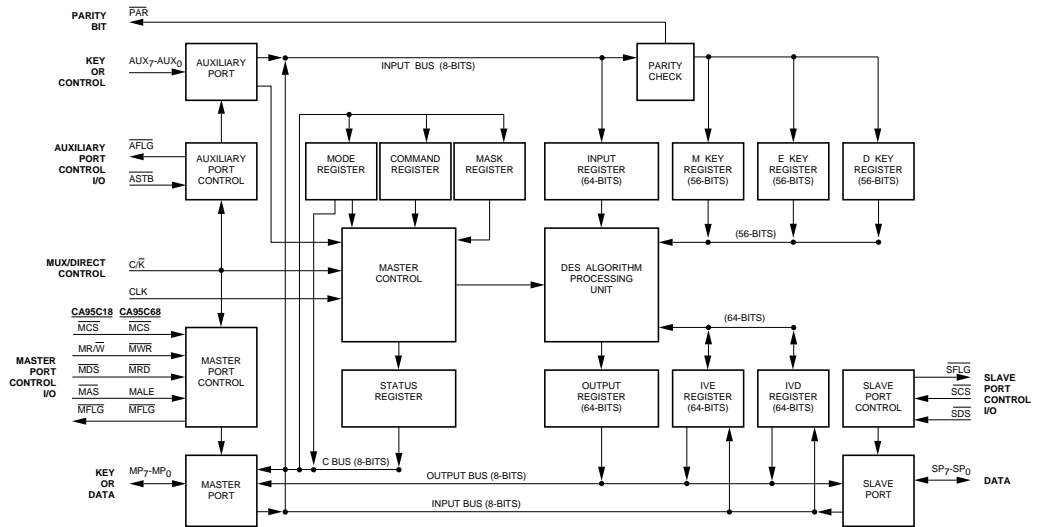 PARITY
BIT
PAR
KEY
OR
CONTROL
AUX7-AUX0
AUXILIARY
PORT
INPUT BUS (8-BITS)
PARITY
CHECK
AUXILIARY
PORT
CONTROL
I/O
AFLG
ASTB
AUXILIARY
PORT
CONTROL
MODE
REGISTER
COMMAND
REGISTER
MASK
REGISTER
INPUT
REGISTER
(64-BITS)
M KEY
REGISTER
(56-BITS)
E KEY
REGISTER
(56-BITS)
D KEY
REGISTER
(56-BITS)
(56-BITS)
MUX/DIRECT
CONTROL
C/K
CLK
MASTER
CONTROL
DES ALGORITHM
PROCESSING
UNIT
(64-BITS)
CA95C18 CA95C68
MCS MCS
MR/W MWR
MDS MRD
MAS MALE
MFLG MFLG
MASTER
PORT
CONTROL
I/O
MASTER
PORT
CONTROL
STATUS
REGISTER
OUTPUT
REGISTER
(64-BITS)
IVE
REGISTER
(64-BITS)
IVD
REGISTER
(64-BITS)
SLAVE
PORT
CONTROL
SFLG
SCS
SDS
SLAVE
PORT
CONTROL
I/O
KEY
OR
DATA
MP7-MP0
MASTER
PORT
C BUS (8-BITS)
OUTPUT BUS (8-BITS)
INPUT BUS (8-BITS)
SLAVE
PORT
SP7-SP0
DATA